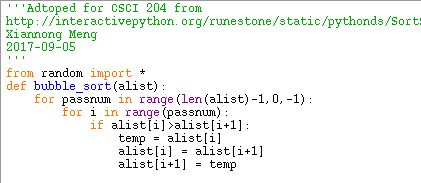 '''Adtoped for CSCI 204 from
http://interactivepython.org/runestone/static/pythonds/Sort
Xiannong Meng
2017-09-05
'''
from random import *
def bubble_sort(alist):
    for passnum in range(len(alist)-1,0,-1):
        for i in range(passnum):
            if alist[i]>alist[i+1]:
                temp = alist[i]
                alist[i] = alist[i+1]
                alist[i+1] = temp